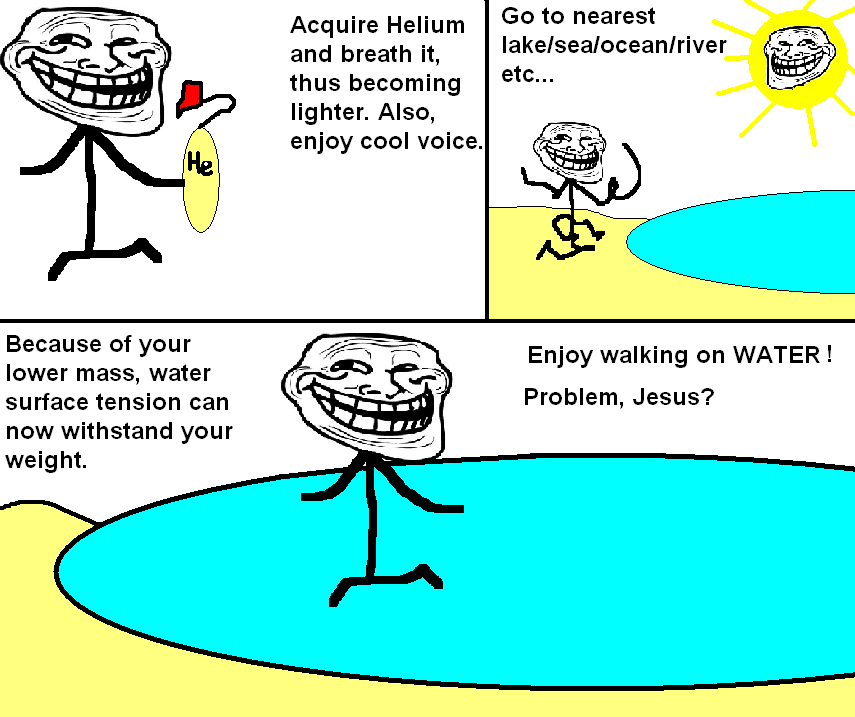 Acquire Helium
and breath it,
thus becoming
lighter. Also,
enjoy cool voice.
He
Go to nearest
lake/sea/ocean/river
etc...
Because of your
lower mass, water
surface tension can
now withstand your
weight.
Enjoy walking on WATER !
Problem, Jesus?